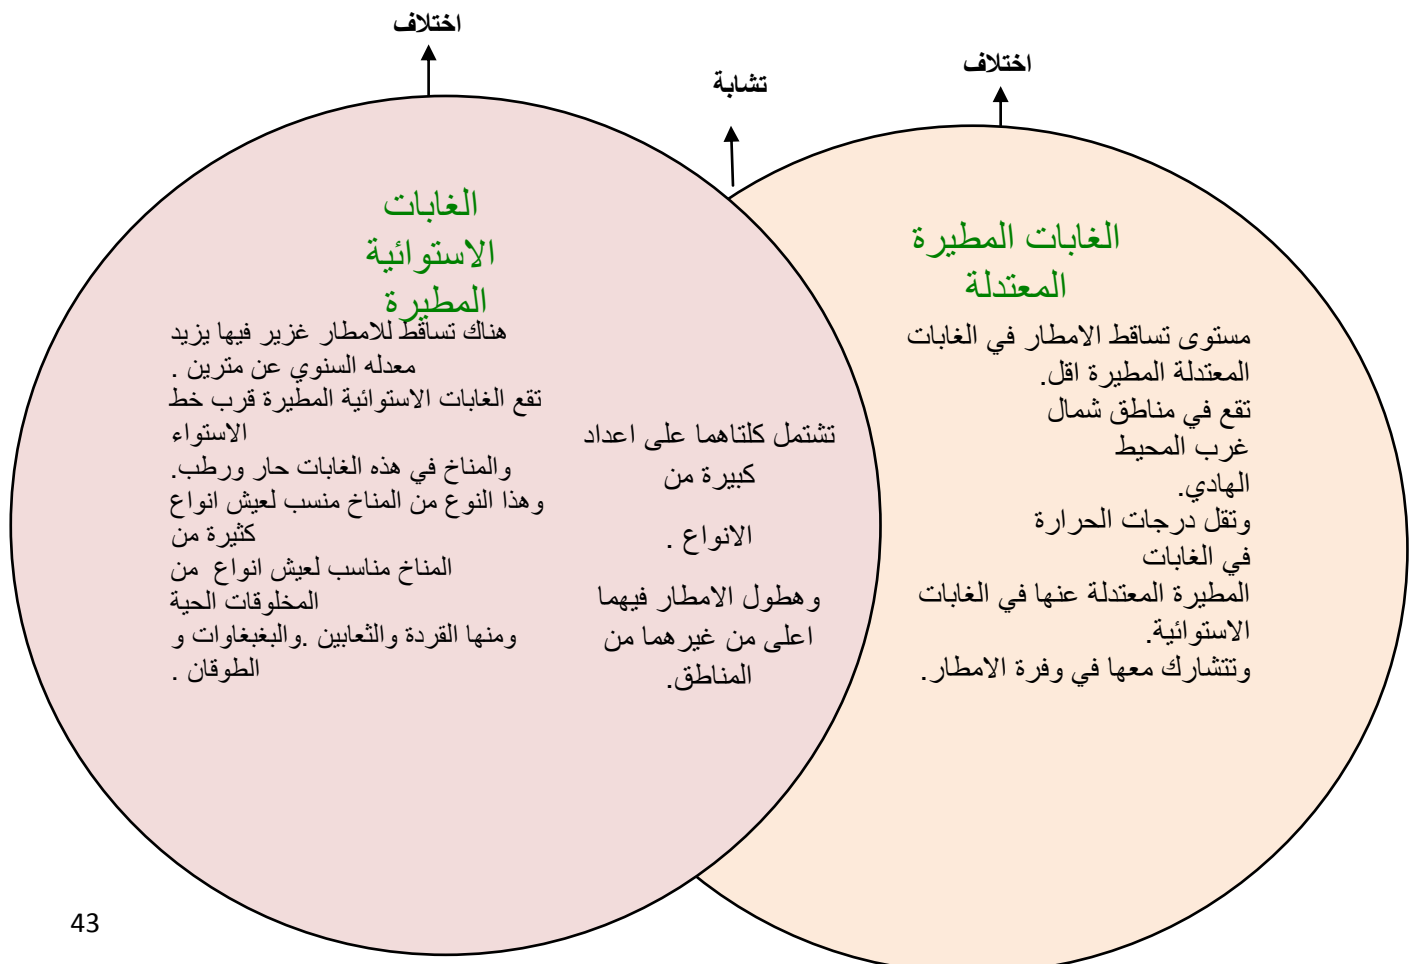 اختلاف
تشابة
اختلاف
الغابات المطيرة
المعتدلة
مستوى تساقط الامطار في الغابات
المعتدلة المطيرة اقل.
تقع في مناطق شمال
غرب المحيط
الهادي.
وتقل درجات الحرارة
في الغابات
المطيرة المعتدلة عنها في الغابات
الاستوائية.
وتتشارك معها في وفرة الامطار.
تشتمل كلتاهما على اعداد
كبيرة من
الانواع .
وهطول الامطار فيهما
اعلى من غيرهما من
المناطق.
الغابات
الاستوائية
المطيرة
هناك تساقط للامطار غزير فيها يزيد
معدله السنوي عن مترين .
تقع الغابات الاستوائية المطيرة قرب خط
الاستواء
والمناخ في هذه الغابات حار ورطب.
وهذا النوع من المناخ منسب لعيش انواع
كثيرة من
المناخ مناسب لعيش انواع من
المخلوقات الحية
ومنها القردة والثعابين .والبغبغاوات و
الطوقان .
43